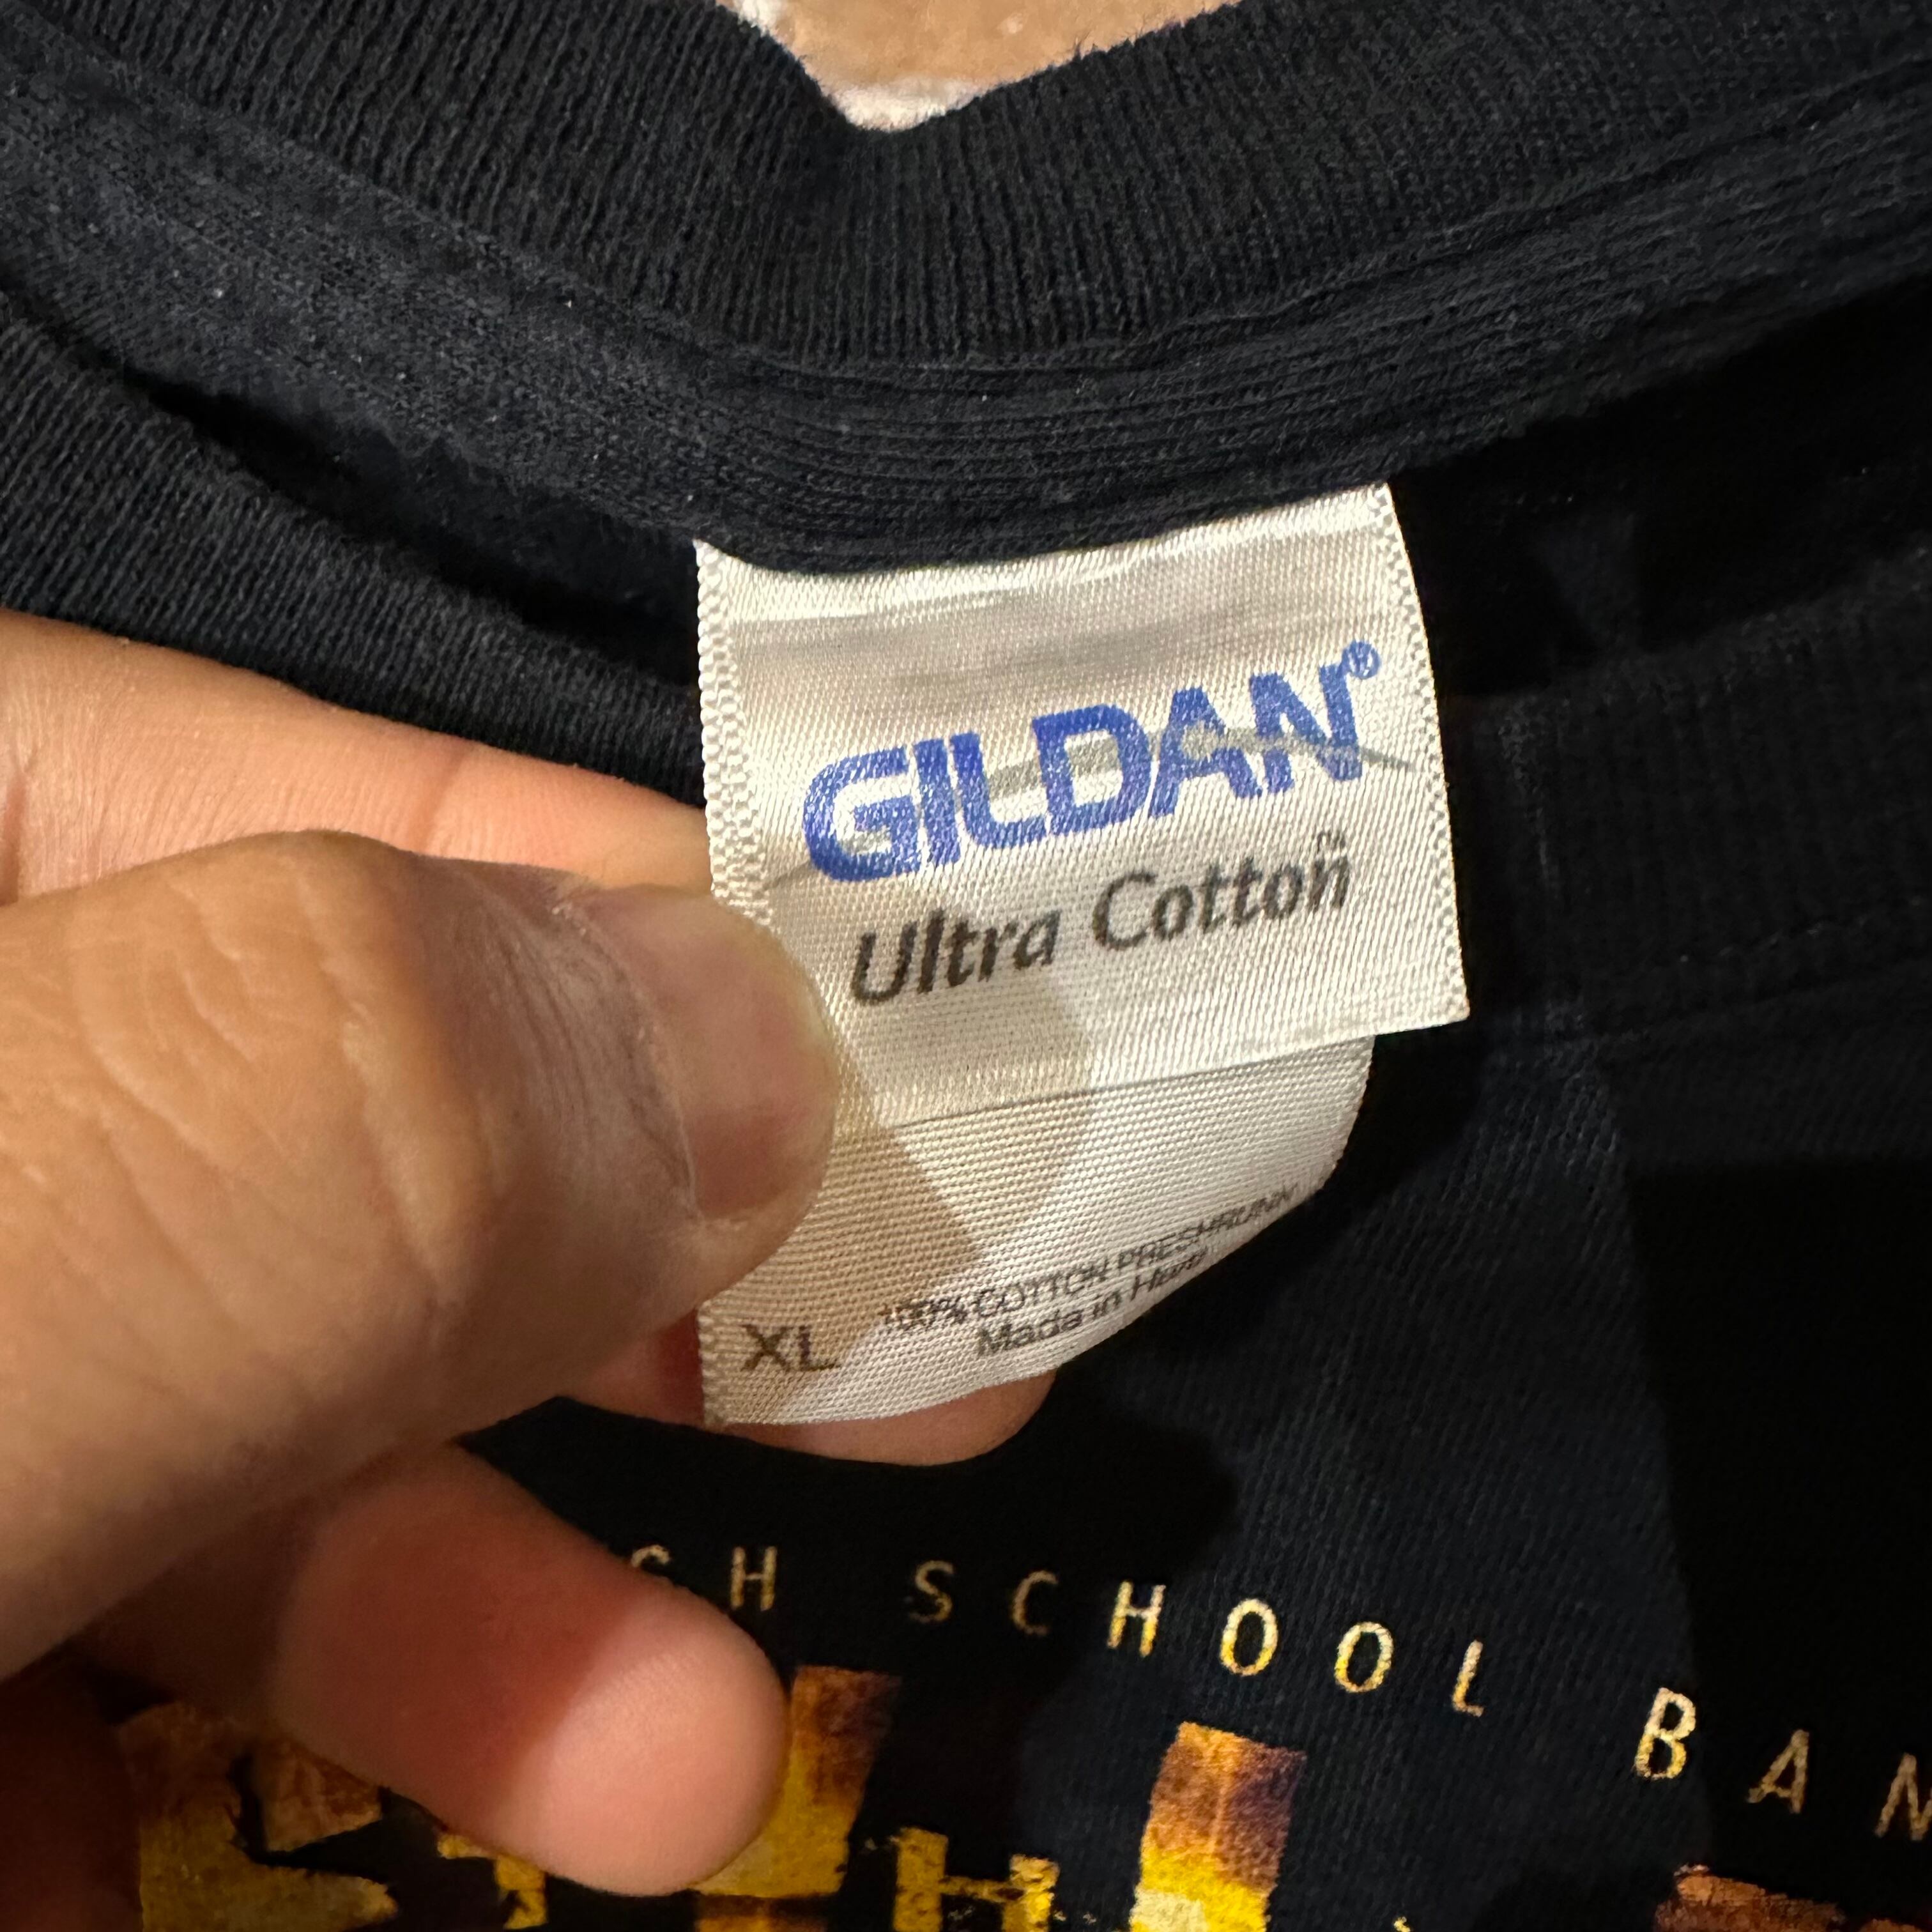 GILDAN®
Ultra Cotton
100% COTTON PRESHRUNK
XL
Made in Haiti
SCHOOL